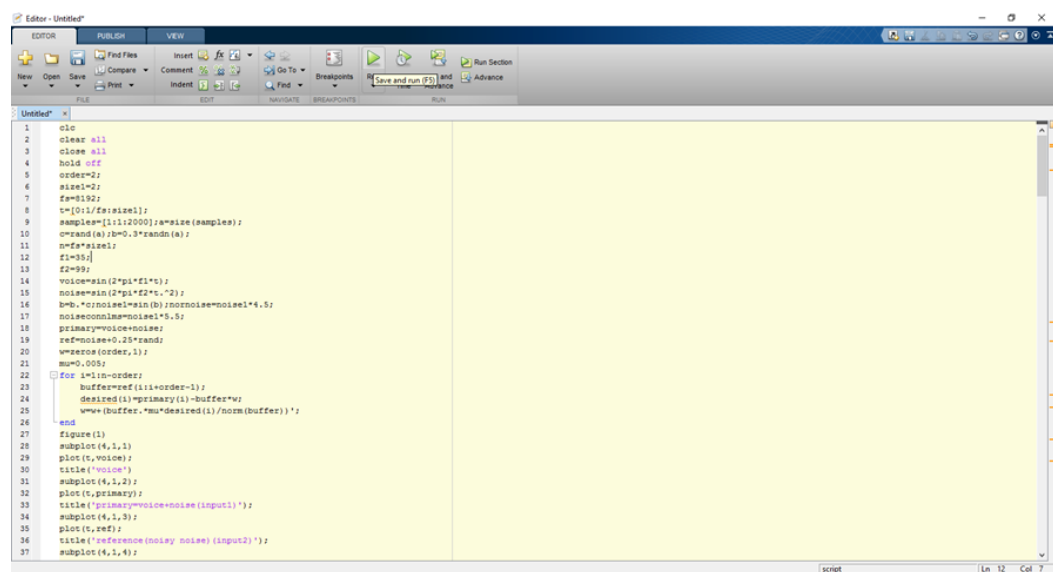 Editor - Untitled*
EDITOR PUBLISH VIEW
New Open Save Find Files Compare Print Insert fx Comment Indent Go To Find Breakpoints Save and run (F5) and Advance Time Run Section Advance
FILE EDIT NAVIGATE BREAKPOINTS RUN
Untitled* ×
1 clc
2 clear all
3 close all
4 hold off
5 order=2;
6 size1=2;
7 fs=8192;
8 t=[0:1/fs:size1];
9 samples=[1:1:2000];a=size(samples);
10 c=rand(a);b=0.3*randn(a);
11 n=fs*size1;
12 f1=35;
13 f2=99;
14 voice=sin(2*pi*f1*t);
15 noise=sin(2*pi*f2*t.^2);
16 b=b.*c;noise1=sin(b);nornoise=noise1*4.5;
17 noiseconnlms=noise1*5.5;
18 primary=voice+noise;
19 ref=noise+0.25*rand;
20 w=zeros(order,1);
21 mu=0.005;
22 for i=1:n-order;
23 buffer=ref(i:i+order-1);
24 desired(i)=primary(i)-buffer*w;
25 w=w+(buffer.*mu*desired(i)/norm(buffer))';
26 end
27 figure(1)
28 subplot(4,1,1)
29 plot(t,voice);
30 title('voice')
31 subplot(4,1,2);
32 plot(t,primary);
33 title('primary=voice+noise(input1)');
34 subplot(4,1,3);
35 plot(t,ref);
36 title('reference(noisy noise)(input2)');
37 subplot(4,1,4);
script Ln 12 Col 7